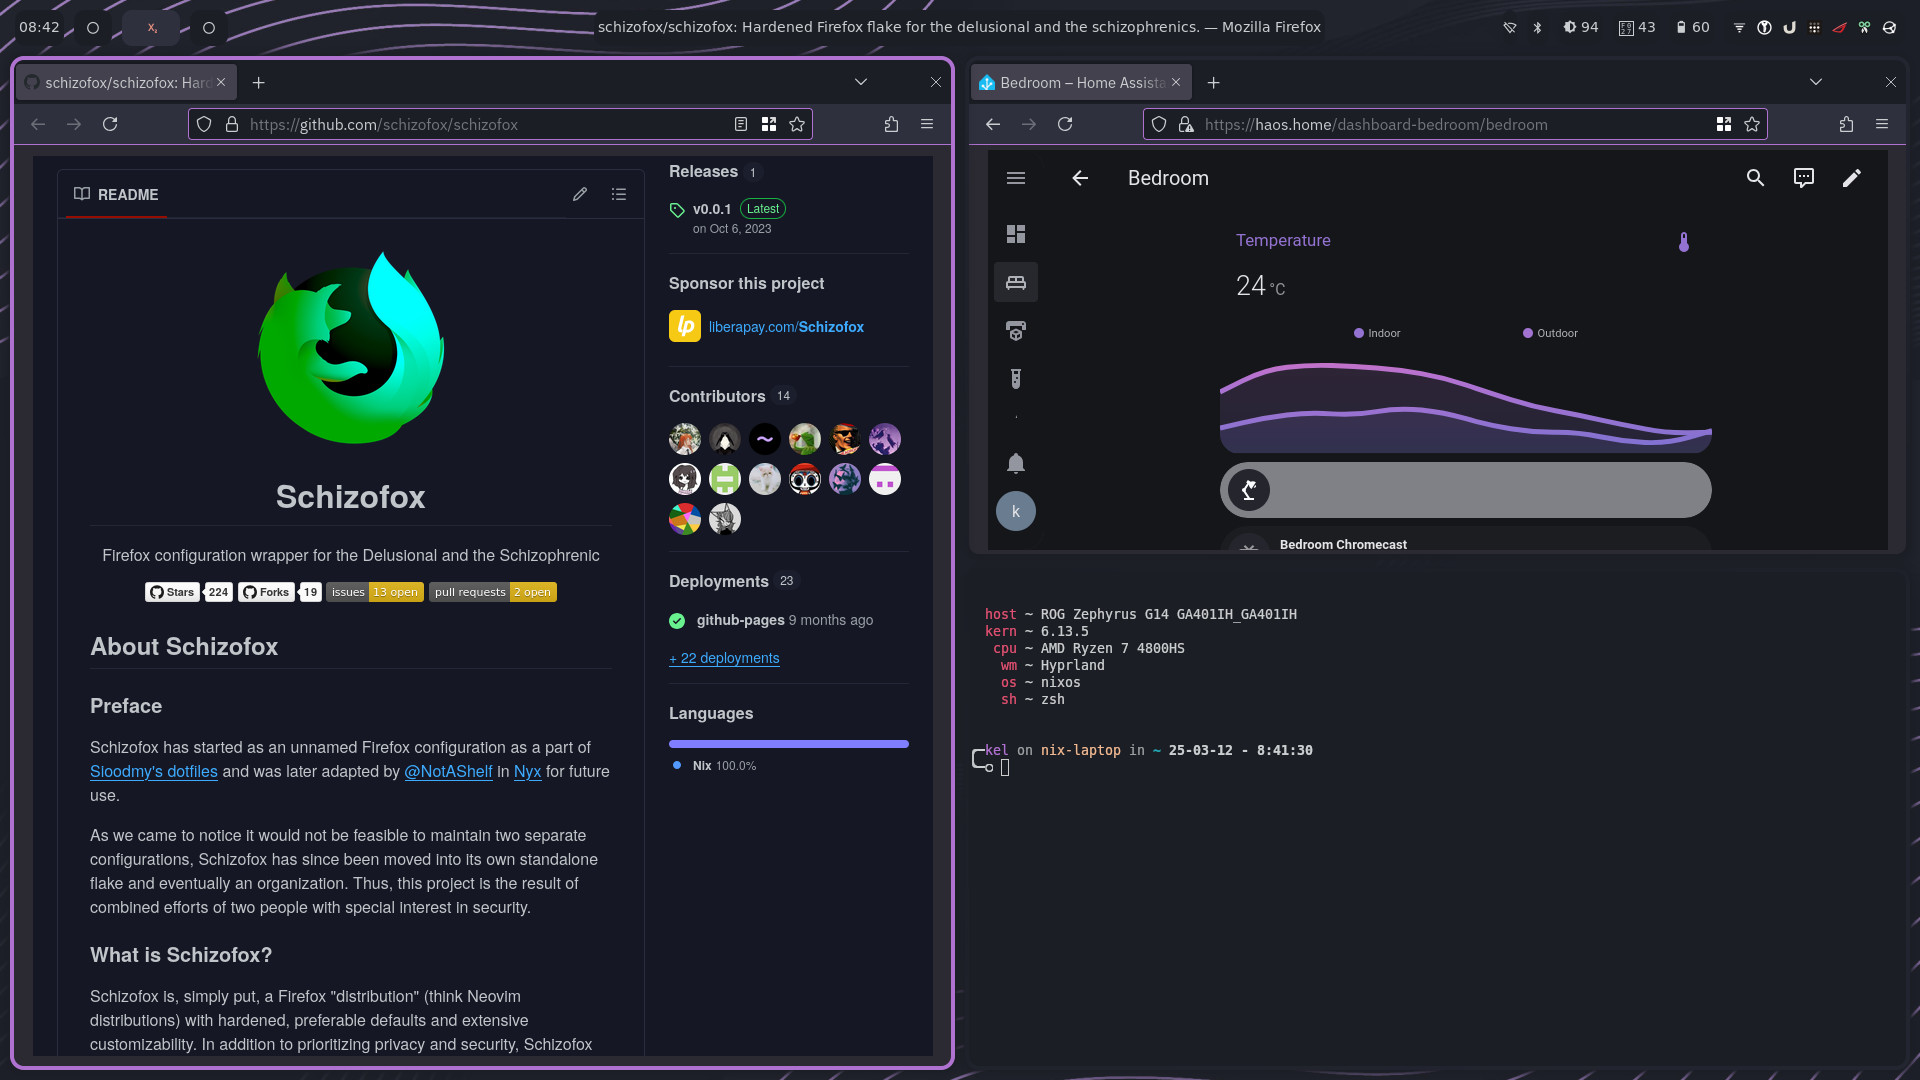 08:42
schizofox/schizofox: Hardened Firefox flake for the delusional and the schizophrenics. — Mozilla Firefox
94
43
60
schizofox/schizofox: Hard
https://github.com/schizofox/schizofox
README
Schizofox
Firefox configuration wrapper for the Delusional and the Schizophrenic
Stars 224 Forks 19 issues 13 open pull requests 2 open
About Schizofox
Preface
Schizofox has started as an unnamed Firefox configuration as a part of
Sioodmy's dotfiles and was later adapted by @NotAShelf in Nyx for future
use.
As we came to notice it would not be feasible to maintain two separate
configurations, Schizofox has since been moved into its own standalone
flake and eventually an organization. Thus, this project is the result of
combined efforts of two people with special interest in security.
What is Schizofox?
Schizofox is, simply put, a Firefox "distribution" (think Neovim
distributions) with hardened, preferable defaults and extensive
customizability. In addition to prioritizing privacy and security, Schizofox
Releases 1
v0.0.1 Latest
on Oct 6, 2023
Sponsor this project
lp
liberapay.com/Schizofox
Contributors 14
Deployments 23
github-pages 9 months ago
+ 22 deployments
Languages
Nix 100.0%
Bedroom – Home Assista
https://haos.home/dashboard-bedroom/bedroom
Bedroom
Temperature
24 °C
Indoor
Outdoor
k
Bedroom Chromecast
host ~ ROG Zephyrus G14 GA401IH_GA401IH
kern ~ 6.13.5
cpu ~ AMD Ryzen 7 4800HS
wm ~ Hyprland
os ~ nixos
sh ~ zsh
kel on nix-laptop in ~ 25-03-12 - 8:41:30